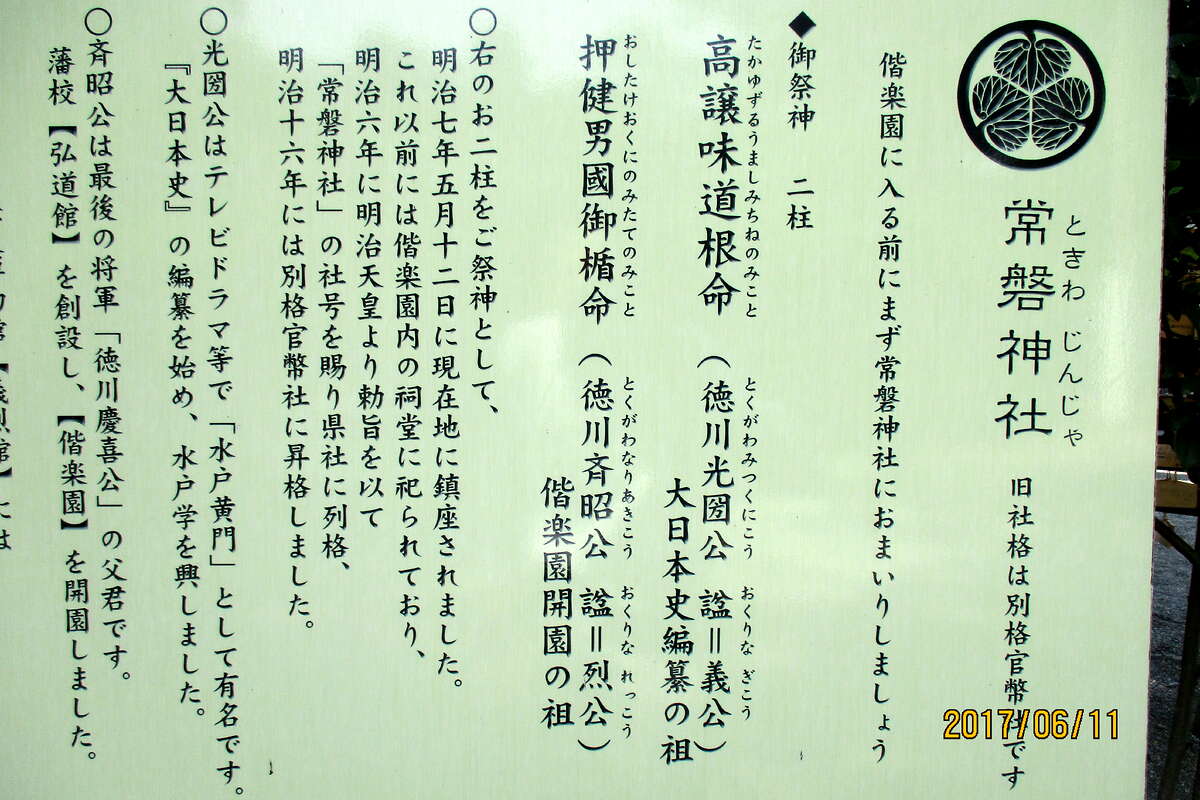 常磐神社 旧社格は別格官幣社です
ときわ じんじゃ
偕楽園に入る前にまず常磐神社におまいりしましょう
◆御祭神 二柱
たかゆずるうましみちねのみこと とくがわみつくにこう おくりな ぎこう
高譲味道根命(徳川光圀公 諡=義公)
大日本史編纂の祖
おしたけおくにのみたてのみこと とくがわなりあきこう おくりな れっこう
押健男國御楯命(徳川斉昭公 諡=烈公)
偕楽園開園の祖
○右のお二柱をご祭神として、
明治七年五月十二日に現在地に鎮座されました。
これ以前には偕楽園内の祠堂に祀られており、
明治六年に明治天皇より勅旨を以て
「常磐神社」の社号を賜り県社に列格、
明治十六年には別格官幣社に昇格しました。
○光圀公はテレビドラマ等で「水戸黄門」として有名です。
『大日本史』の編纂を始め、水戸学を興しました。
○斉昭公は最後の将軍「徳川慶喜公」の父君です。
藩校【弘道館】を創設し、【偕楽園】を開園しました。
2017/06/11